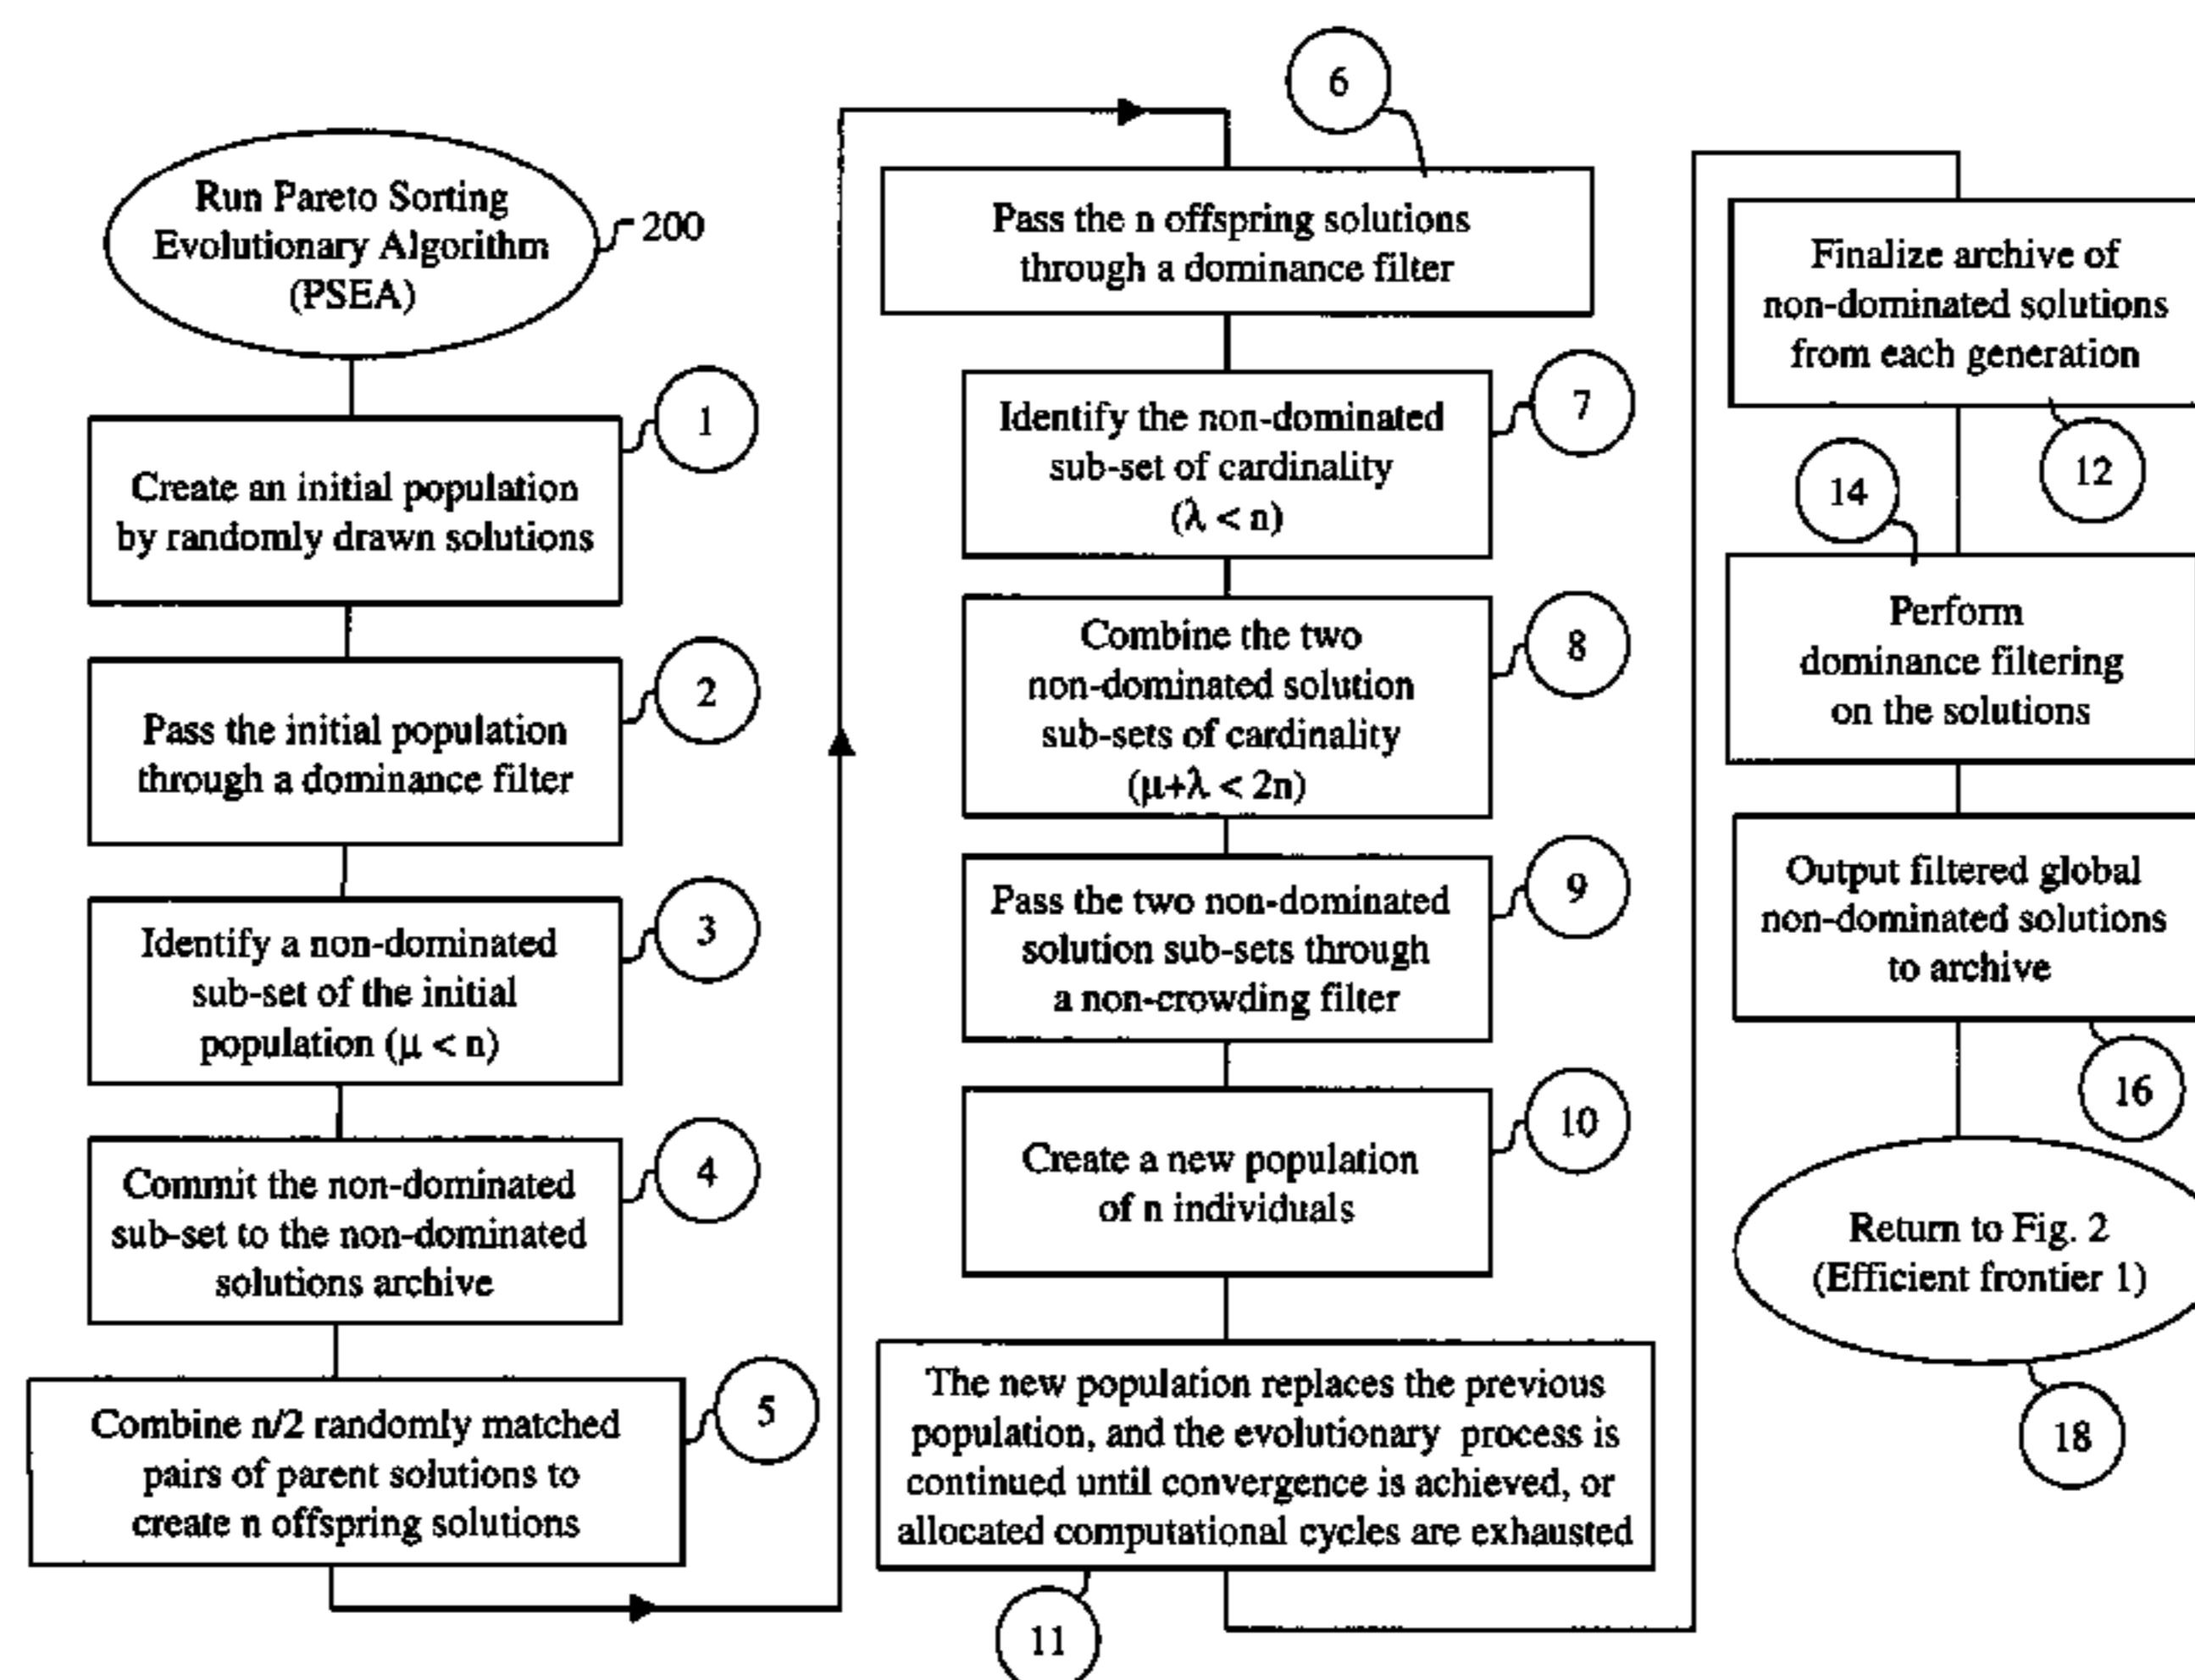 Run Pareto Sorting
Evolutionary Algorithm
(PSEA)
200
1
Create an initial population
by randomly drawn solutions
2
Pass the initial population
through a dominance filter
3
Identify a non-dominated
sub-set of the initial
population (μ < n)
4
Commit the non-dominated
sub-set to the non-dominated
solutions archive
5
Combine n/2 randomly matched
pairs of parent solutions to
create n offspring solutions
6
Pass the n offspring solutions
through a dominance filter
7
Identify the non-dominated
sub-set of cardinality
(λ < n)
8
Combine the two
non-dominated solution
sub-sets of cardinality
(μ+λ < 2n)
9
Pass the two non-dominated
solution sub-sets through
a non-crowding filter
10
Create a new population
of n individuals
The new population replaces the previous
population, and the evolutionary process is
continued until convergence is achieved, or
allocated computational cycles are exhausted
11
Finalize archive of
non-dominated solutions
from each generation
12
14
Perform
dominance filtering
on the solutions
Output filtered global
non-dominated solutions
to archive
16
Return to Fig. 2
(Efficient frontier 1)
18